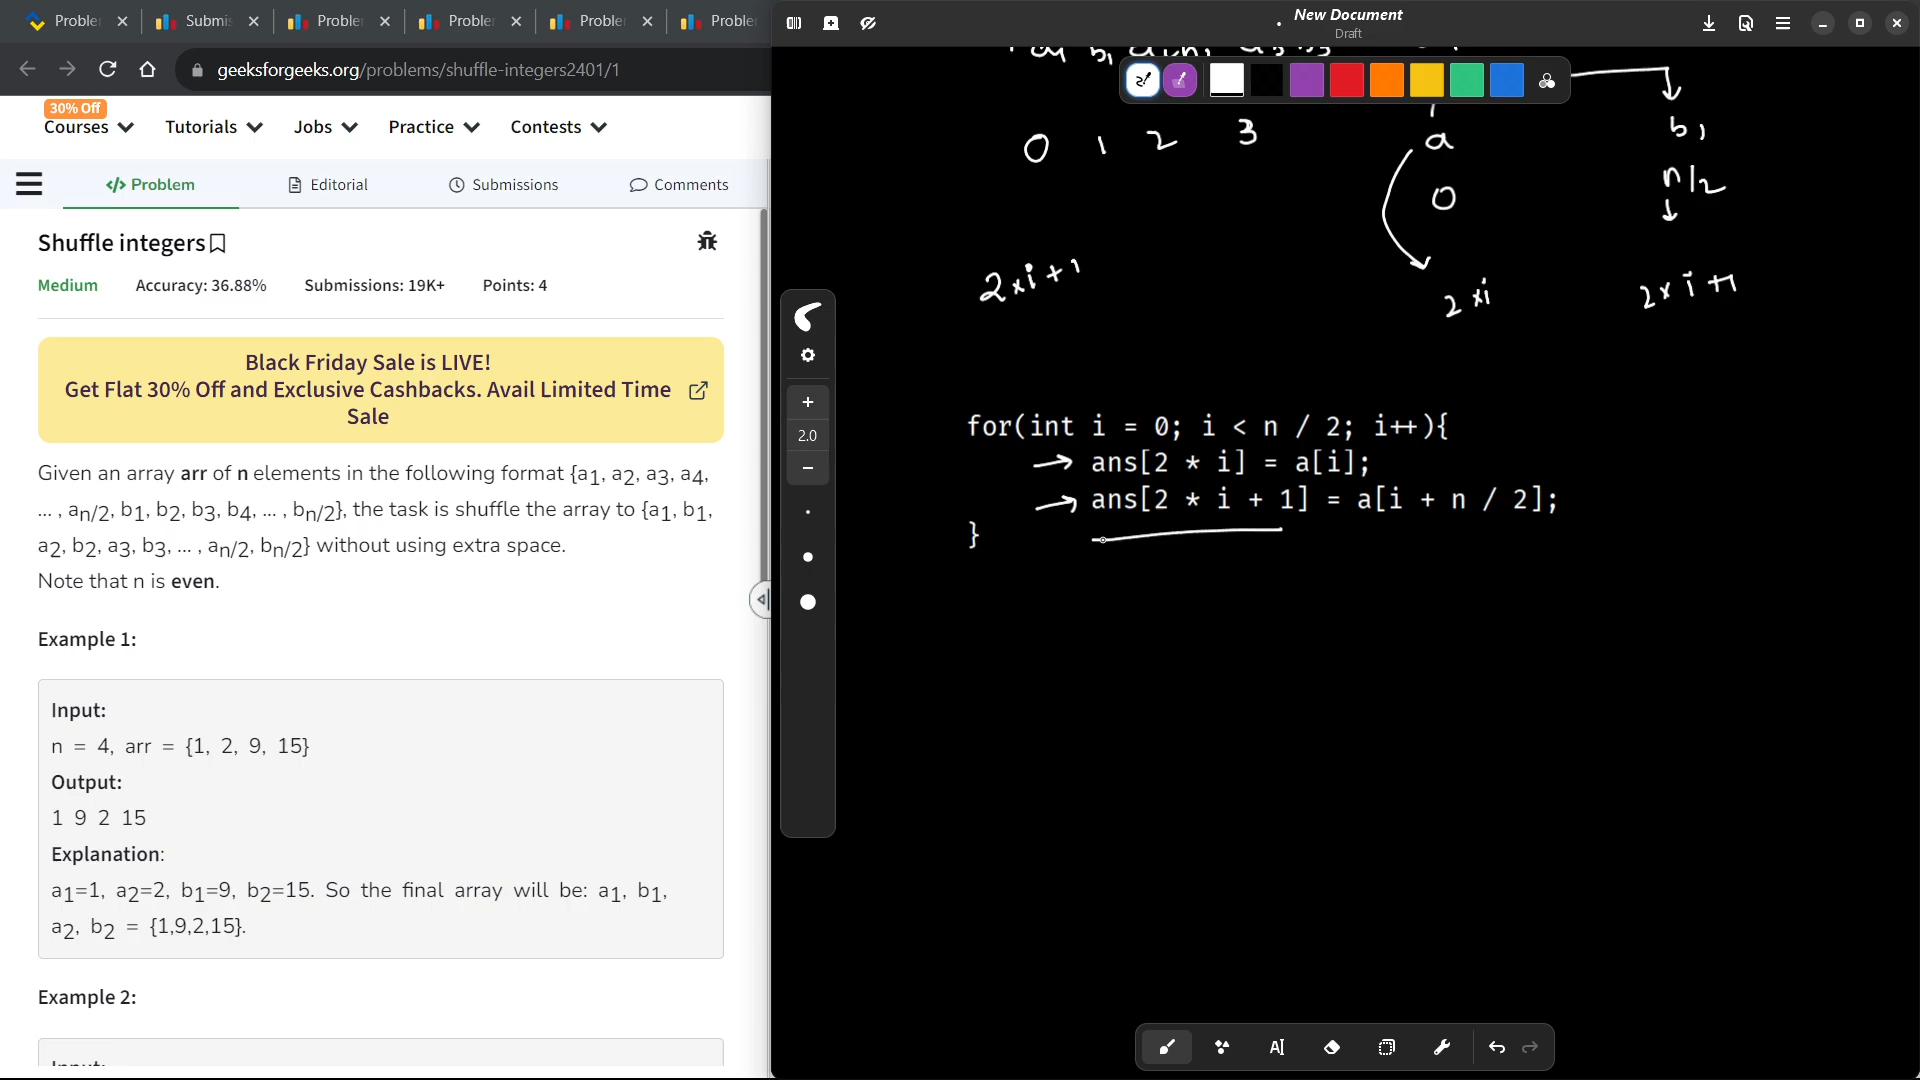 Proble
Submis
Proble
Proble
Proble
Proble
geeksforgeeks.org/problems/shuffle-integers2401/1
30% Off
Courses Tutorials Jobs Practice Contests
</> Problem Editorial Submissions Comments
Shuffle integers
Medium Accuracy: 36.88% Submissions: 19K+ Points: 4
Black Friday Sale is LIVE!
Get Flat 30% Off and Exclusive Cashbacks. Avail Limited Time
Sale
Given an array arr of n elements in the following format {a1, a2, a3, a4,
... , an/2, b1, b2, b3, b4, ... , bn/2}, the task is shuffle the array to {a1, b1,
a2, b2, a3, b3, ... , an/2, bn/2} without using extra space.
Note that n is even.
Example 1:
Input:
n = 4, arr = {1, 2, 9, 15}
Output:
1 9 2 15
Explanation:
a1=1, a2=2, b1=9, b2=15. So the final array will be: a1, b1,
a2, b2 = {1,9,2,15}.
Example 2:
Input:
New Document
Draft
0 1 2 3
a
b1
0
n/2
2xi+1
2xi
2xi+1
+
2.0
−
for(int i = 0; i < n / 2; i++){
ans[2 * i] = a[i];
ans[2 * i + 1] = a[i + n / 2];
}
AI